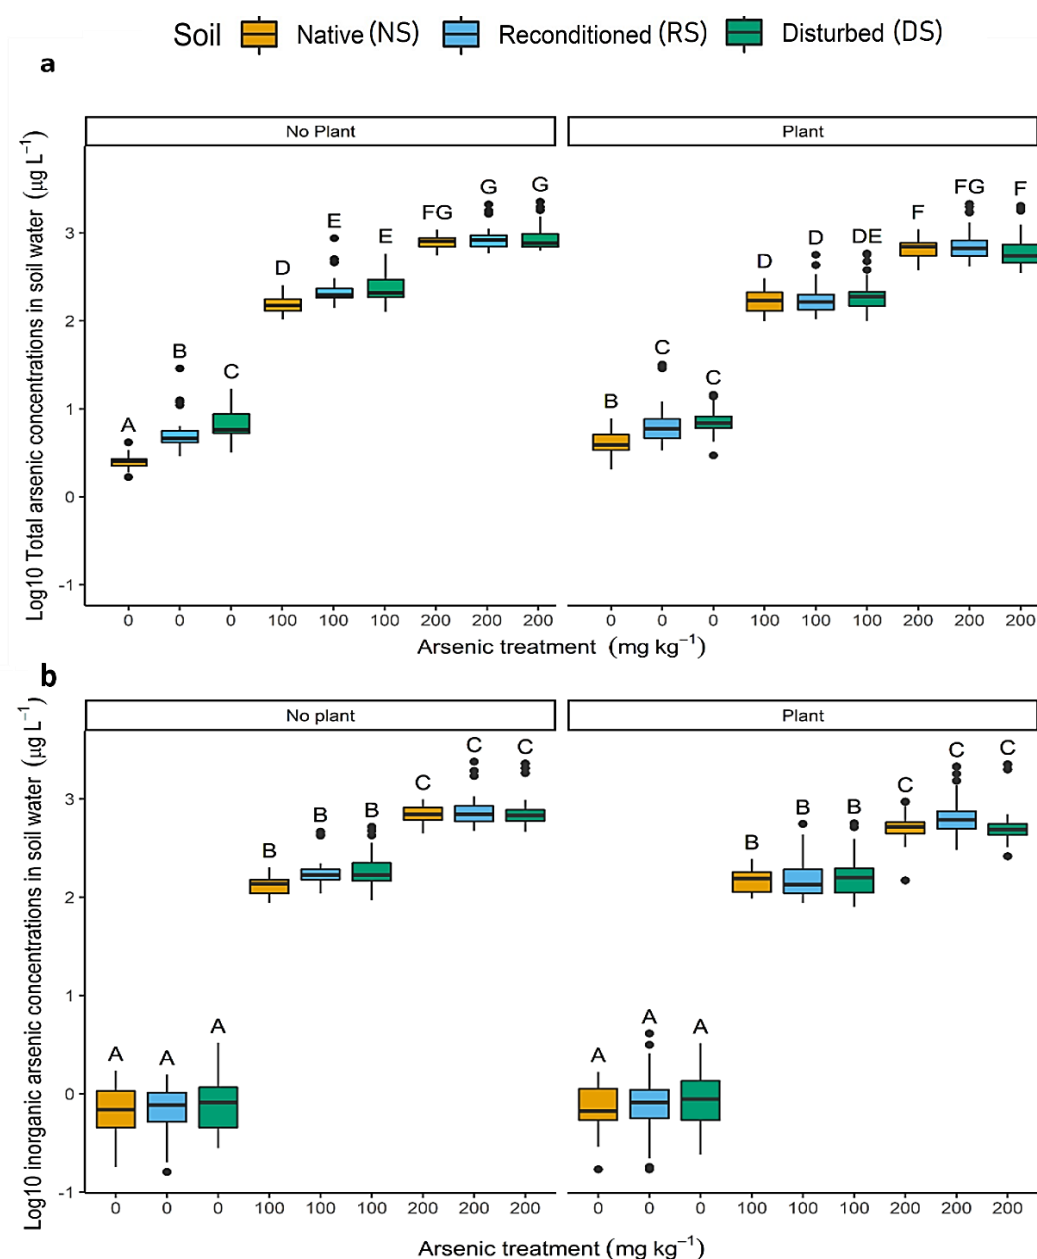 Soil Native (NS) Reconditioned (RS) Disturbed (DS)
a
No Plant Plant
Log10 Total arsenic concentrations in soil water (µg L⁻¹)
3
2
1
0
-1
A B C D E E FG G G
B C C D D DE F FG F
0 0 0 100 100 100 200 200 200 0 0 0 100 100 100 200 200 200
Arsenic treatment (mg kg⁻¹)
b
No plant Plant
Log10 inorganic arsenic concentrations in soil water (µg L⁻¹)
3
2
1
0
-1
A A A B B B C C C
A A A B B B C C C
0 0 0 100 100 100 200 200 200 0 0 0 100 100 100 200 200 200
Arsenic treatment (mg kg⁻¹)